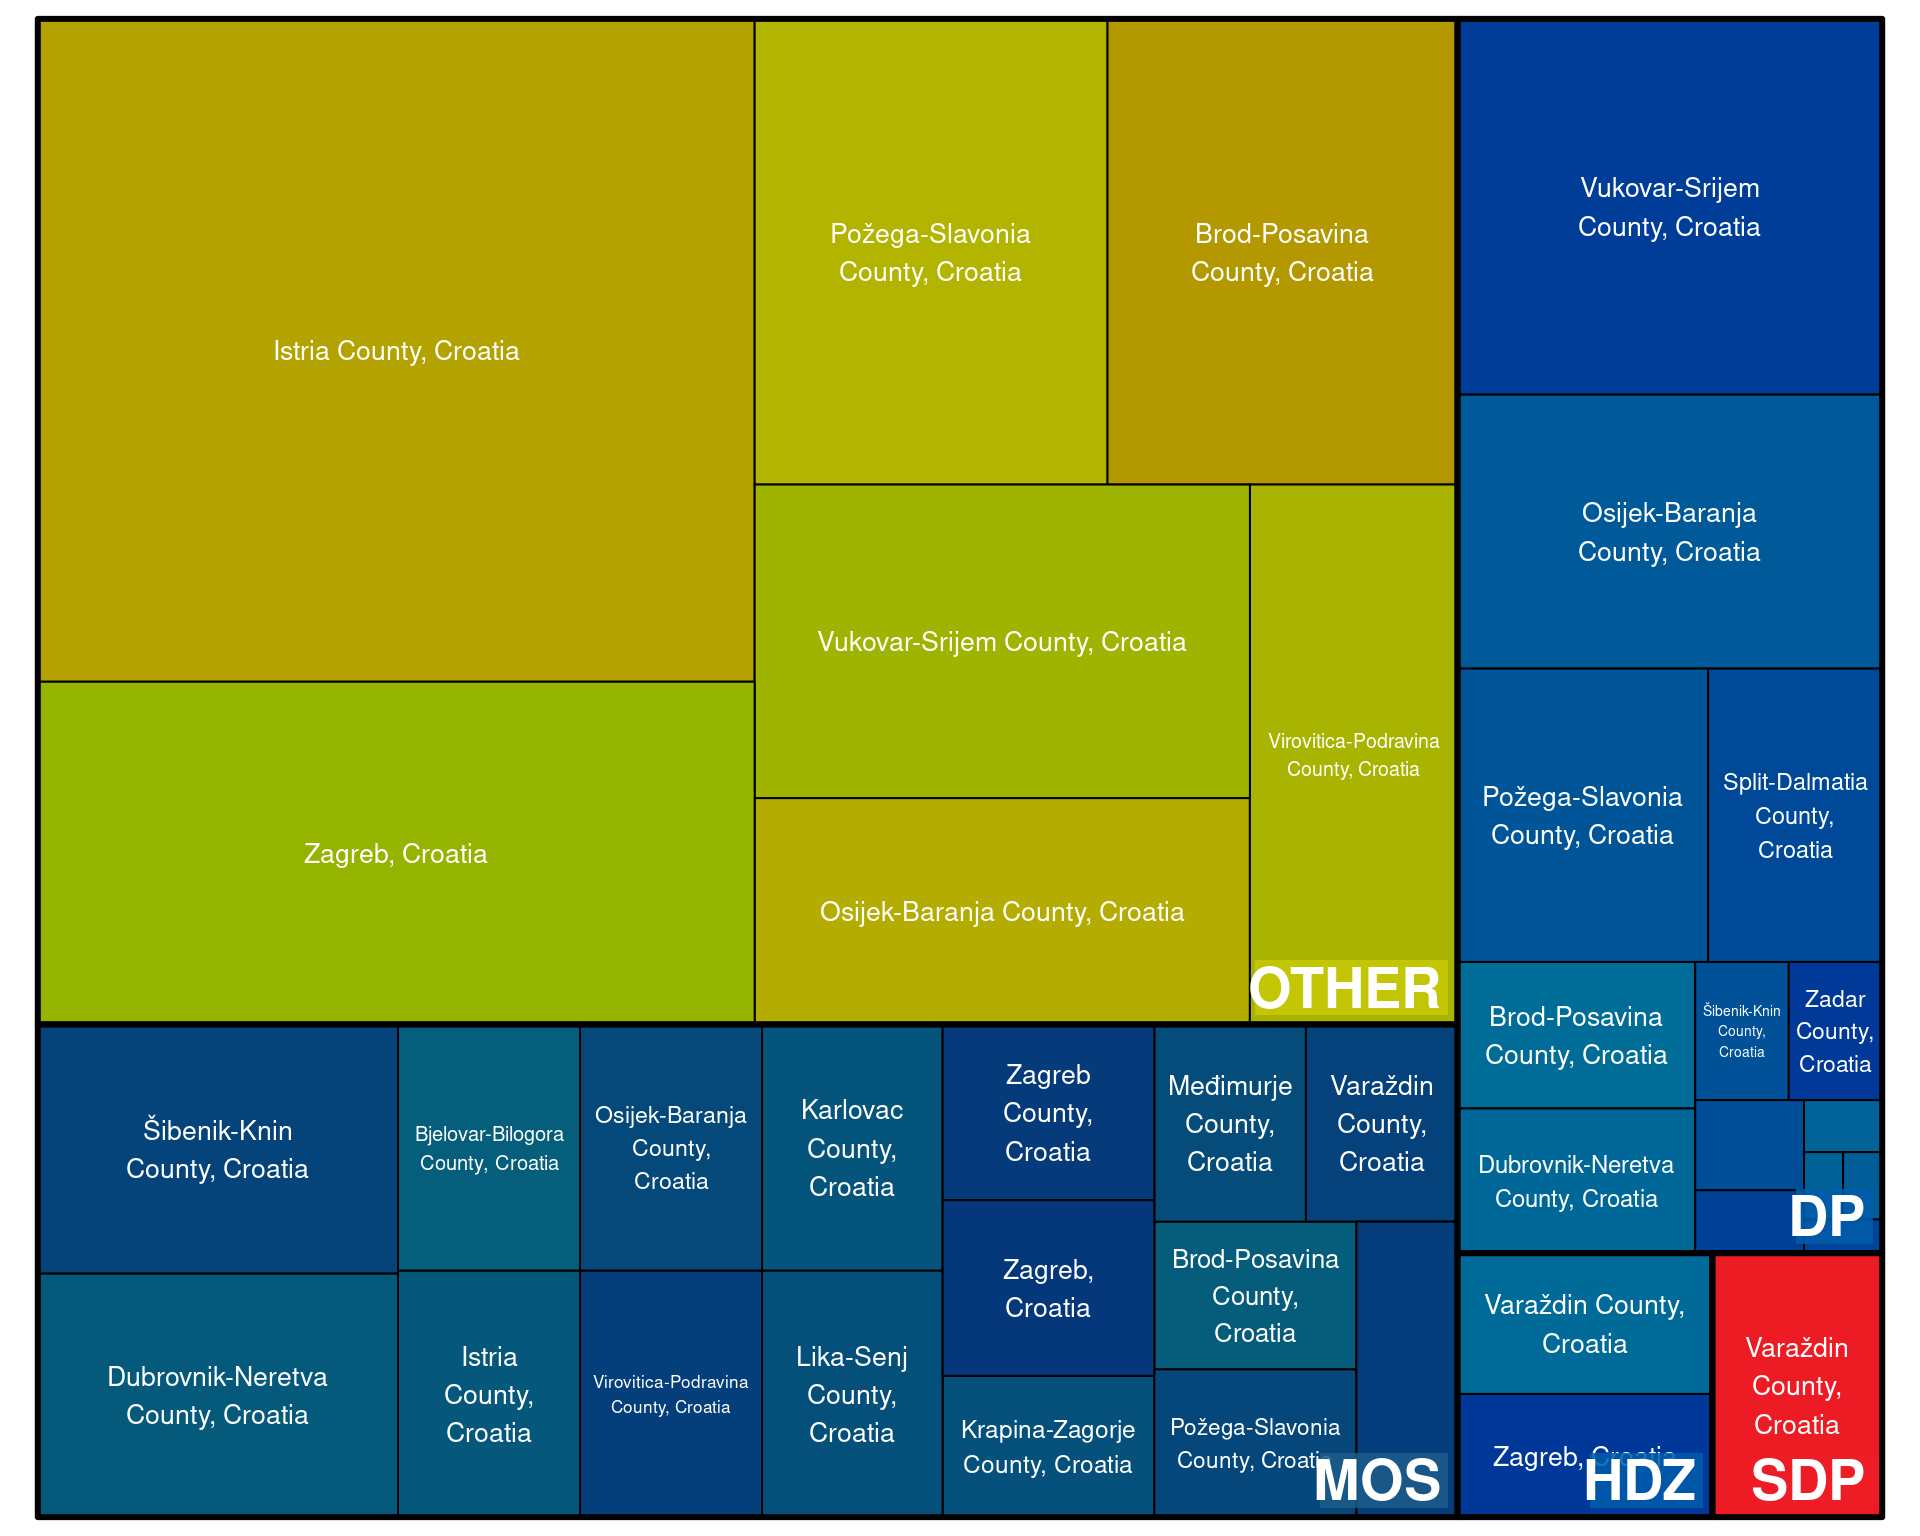 Istria County, Croatia
Zagreb, Croatia
Požega-Slavonia
County, Croatia
Brod-Posavina
County, Croatia
Vukovar-Srijem County, Croatia
Osijek-Baranja County, Croatia
Virovitica-Podravina
County, Croatia
OTHER
Šibenik-Knin
County, Croatia
Dubrovnik-Neretva
County, Croatia
Bjelovar-Bilogora
County, Croatia
Istria
County,
Croatia
Osijek-Baranja
County,
Croatia
Virovitica-Podravina
County, Croatia
Karlovac
County,
Croatia
Lika-Senj
County,
Croatia
Zagreb
County,
Croatia
Zagreb,
Croatia
Krapina-Zagorje
County, Croatia
Međimurje
County,
Croatia
Varaždin
County,
Croatia
Brod-Posavina
County,
Croatia
Požega-Slavonia
County, Croatia
MOS
Vukovar-Srijem
County, Croatia
Osijek-Baranja
County, Croatia
Požega-Slavonia
County, Croatia
Split-Dalmatia
County,
Croatia
Brod-Posavina
County, Croatia
Dubrovnik-Neretva
County, Croatia
Šibenik-Knin
County,
Croatia
Zadar
County,
Croatia
DP
Varaždin County,
Croatia
Zagreb, Croatia
HDZ
Varaždin
County,
Croatia
SDP